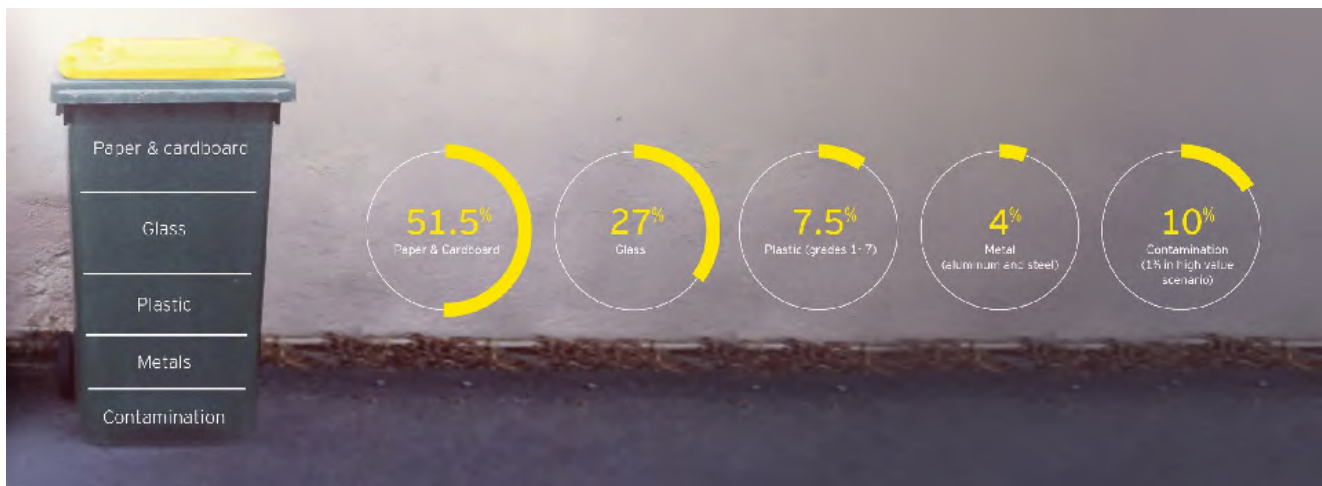 Paper & cardboard
Glass
Plastic
Metals
Contamination
51.5%
Paper & Cardboard
27%
Glass
7.5%
Plastic (grades 1- 7)
4%
Metal
(aluminum and steel)
10%
Contamination
(1% in high value
scenario)